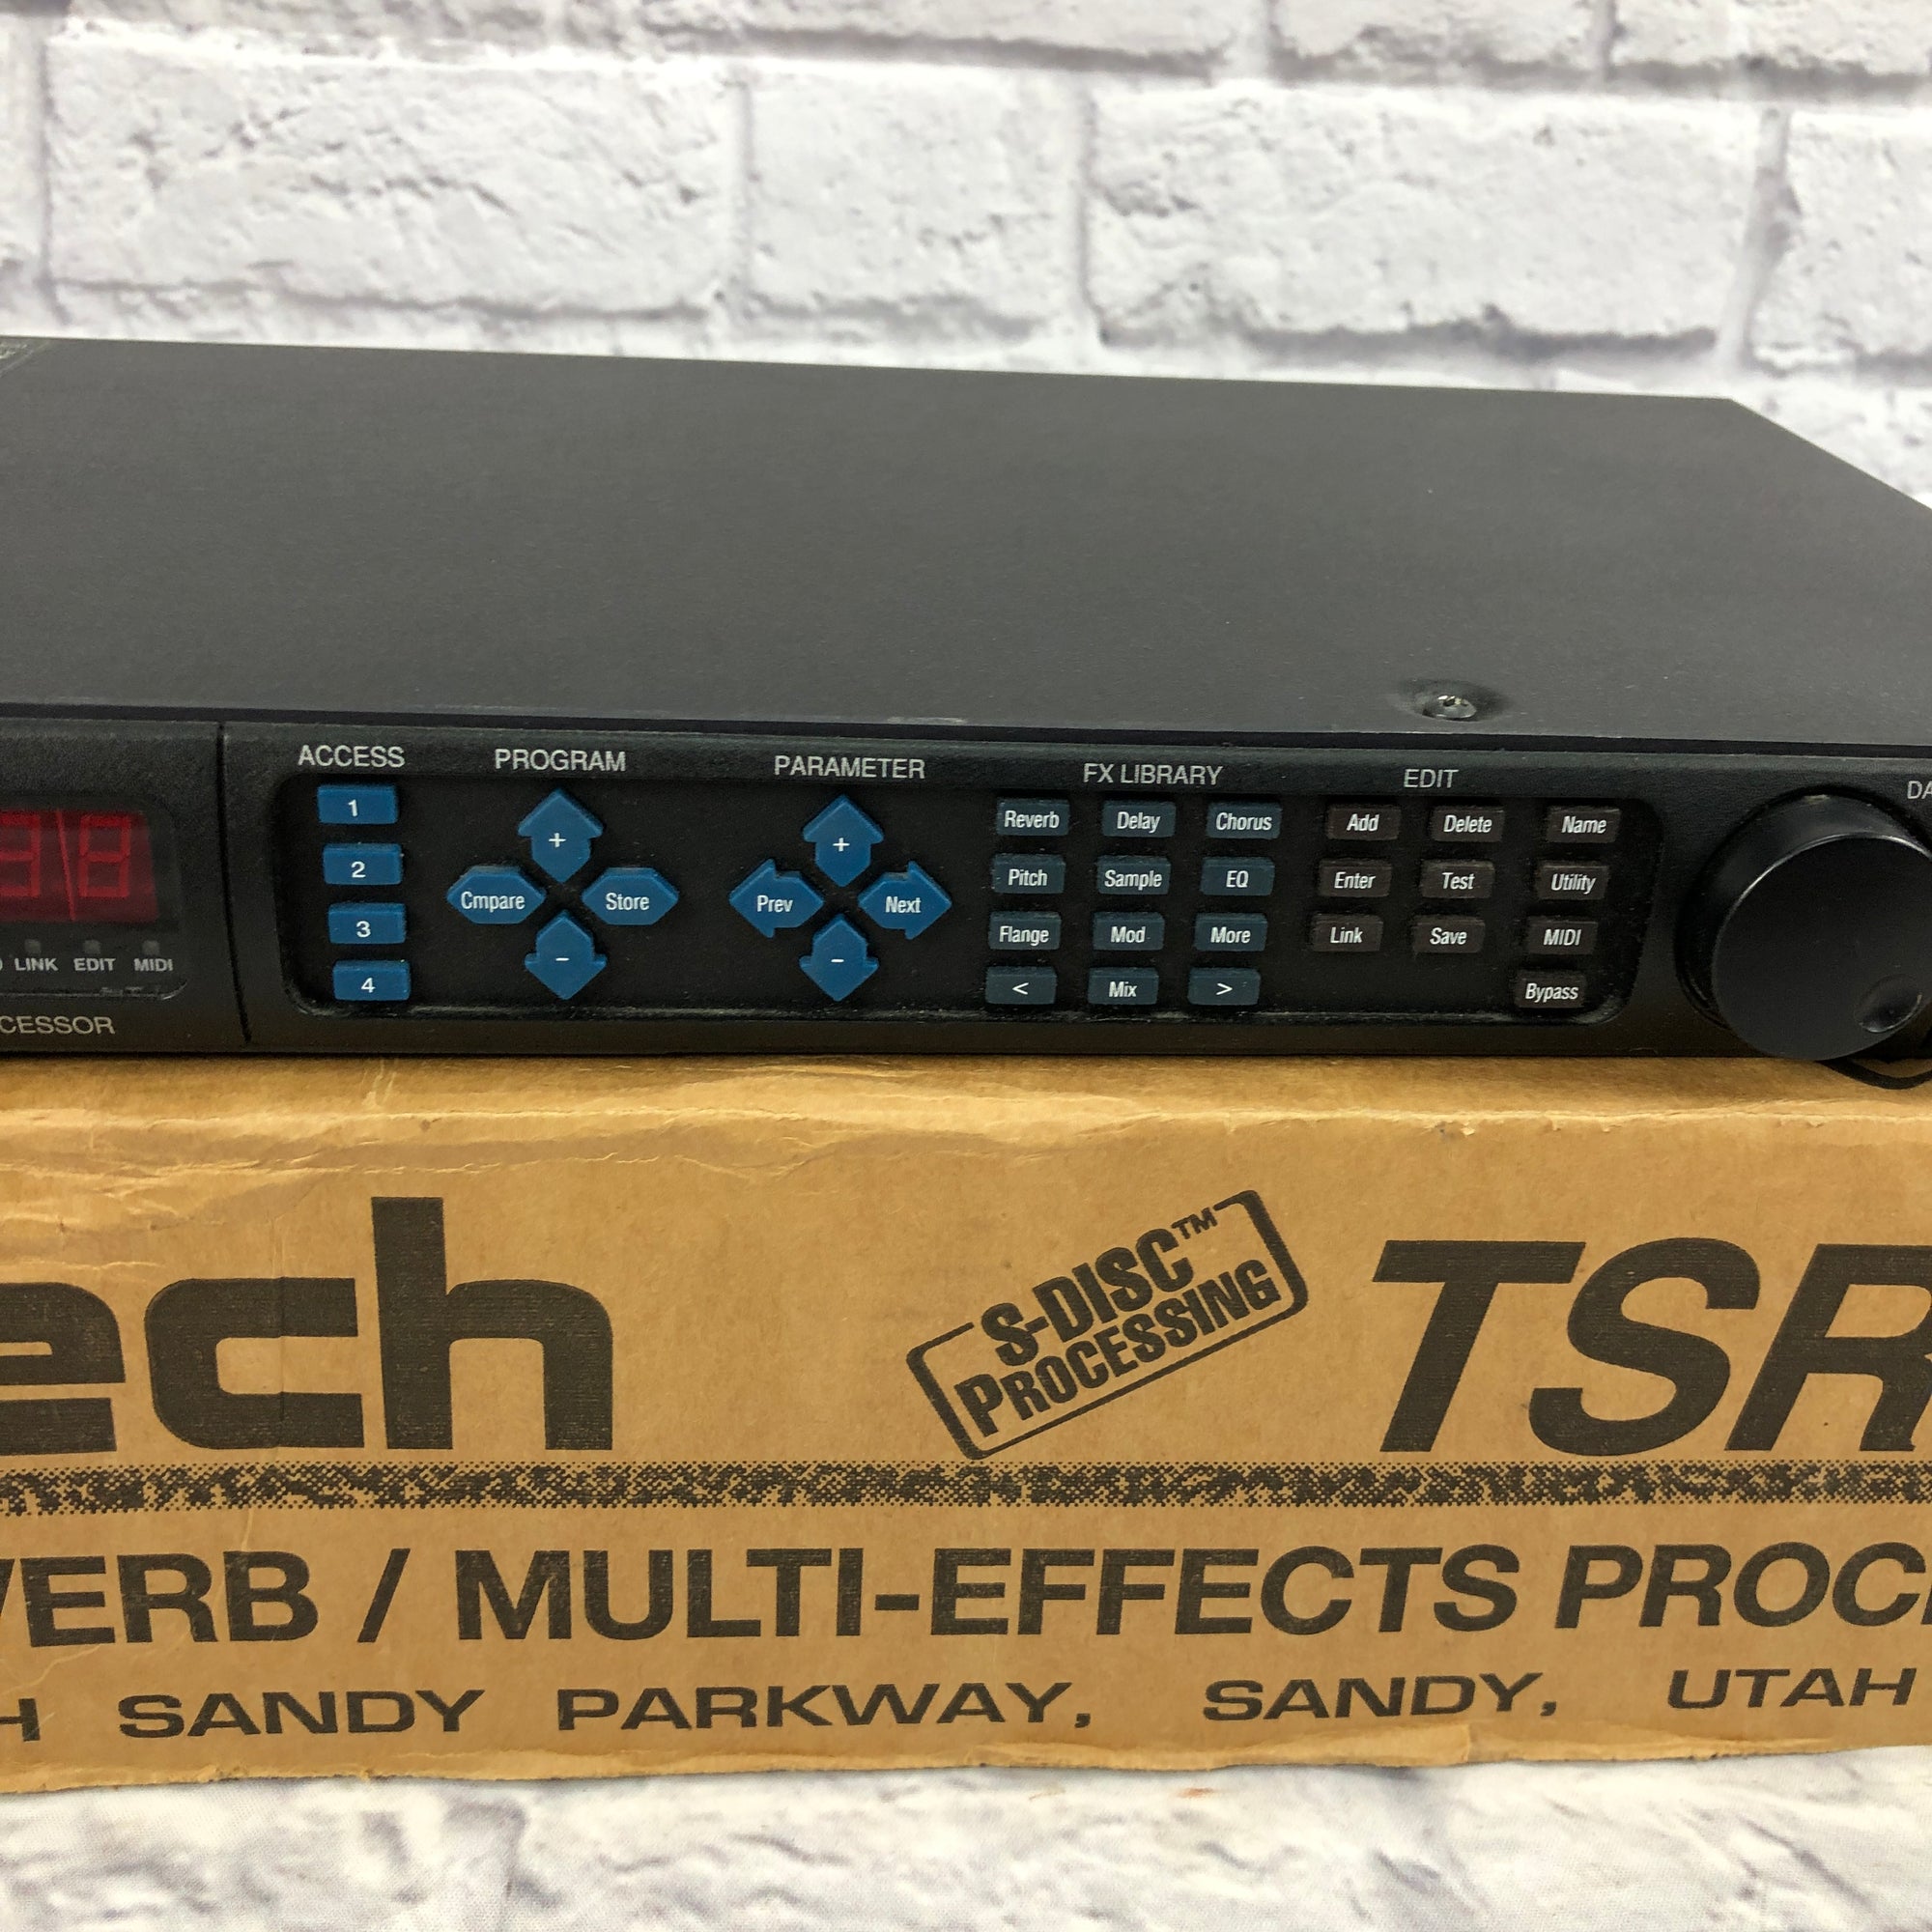 ACCESS PROGRAM PARAMETER FX LIBRARY EDIT
1 + + Reverb Delay Chorus Add Delete Name
2 Cmpare Store Prev Next Pitch Sample EQ Enter Test Utility
3 - - Flange Mod More Link Save MIDI
4 < Mix > Bypass
LINK EDIT MIDI
CESSOR
ech
S-DISC™
PROCESSING
TSR
VERB / MULTI-EFFECTS PROC
H SANDY PARKWAY, SANDY, UTAH